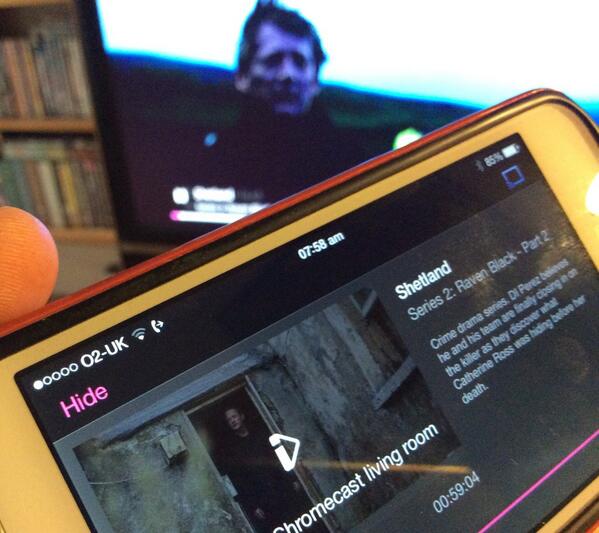 Shetland
85%
07:58 am
O2-UK
Hide
Shetland
Series 2: Raven Black - Part 2
Crime drama series. DI Perez believes
he and his team are finally closing in on
the killer as they discover what
Catherine Ross was hiding before her
death.
Chromecast living room
00:59:04